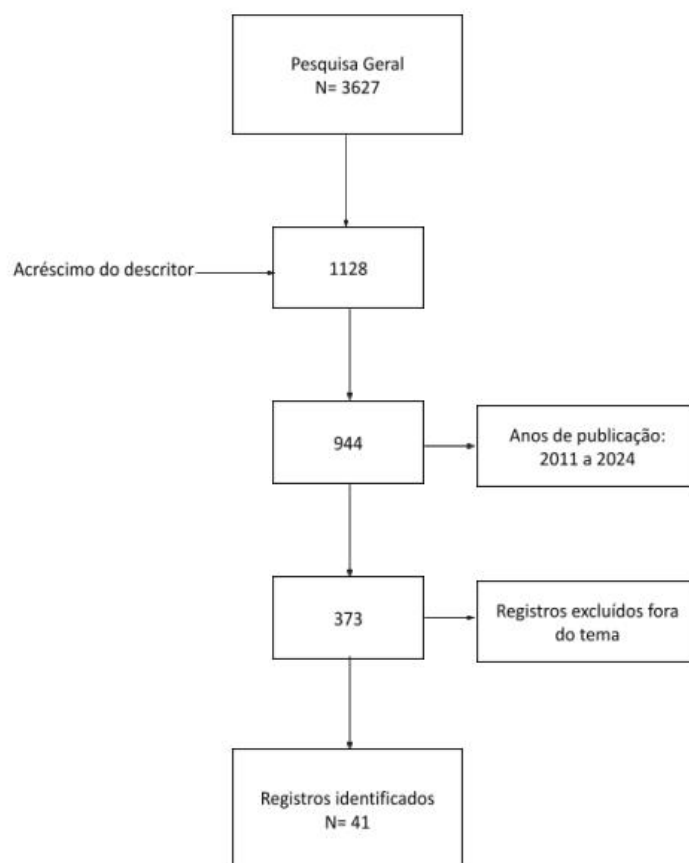 Pesquisa Geral
N= 3627
Acréscimo do descritor
1128
944
Anos de publicação:
2011 a 2024
373
Registros excluídos fora
do tema
Registros identificados
N= 41